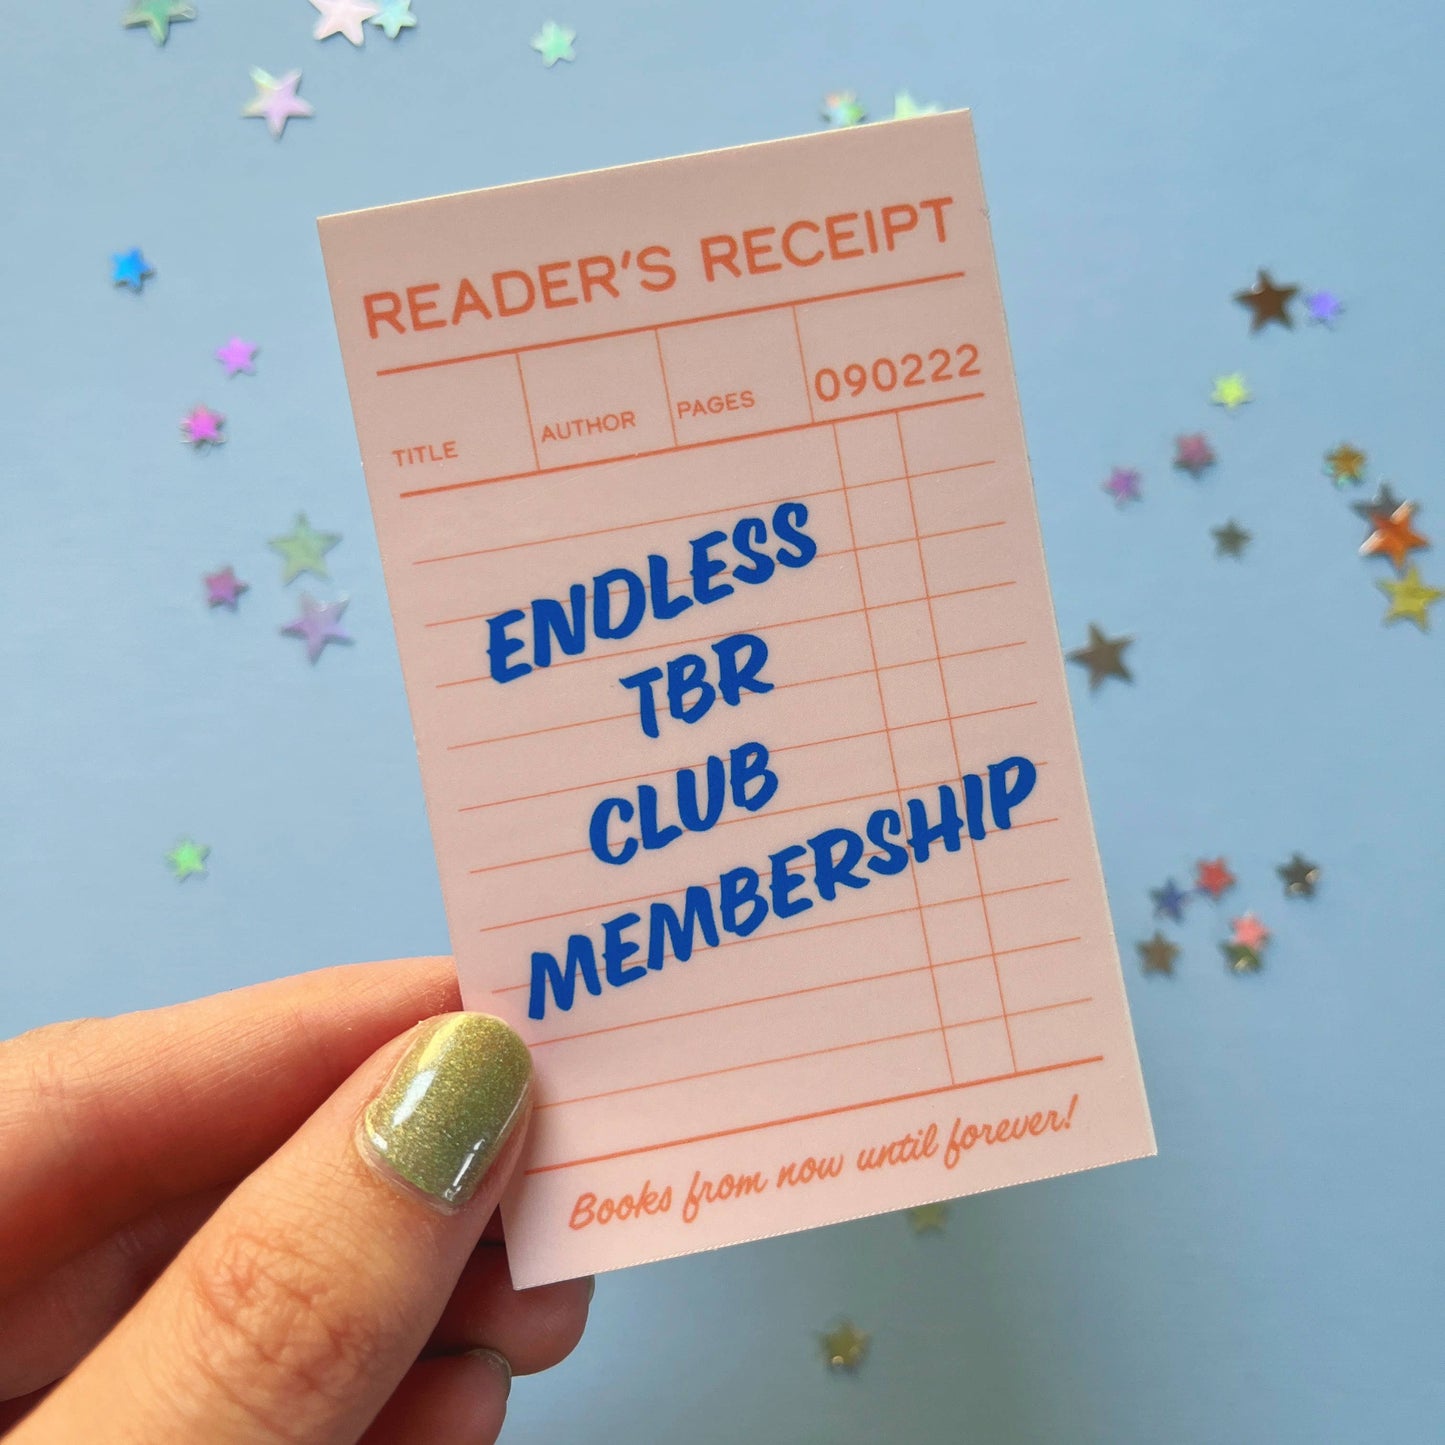 READER'S RECEIPT
TITLE AUTHOR PAGES 090222
ENDLESS
TBR
CLUB
MEMBERSHIP
Books from now until forever!